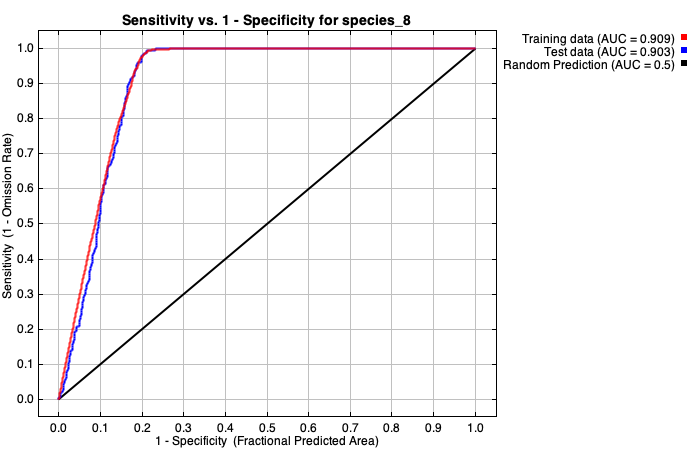 Sensitivity vs. 1 - Specificity for species_8
Training data (AUC = 0.909)
Test data (AUC = 0.903)
Random Prediction (AUC = 0.5)
Sensitivity (1 - Omission Rate)
1.0
0.9
0.8
0.7
0.6
0.5
0.4
0.3
0.2
0.1
0.0
0.0 0.1 0.2 0.3 0.4 0.5 0.6 0.7 0.8 0.9 1.0
1 - Specificity (Fractional Predicted Area)